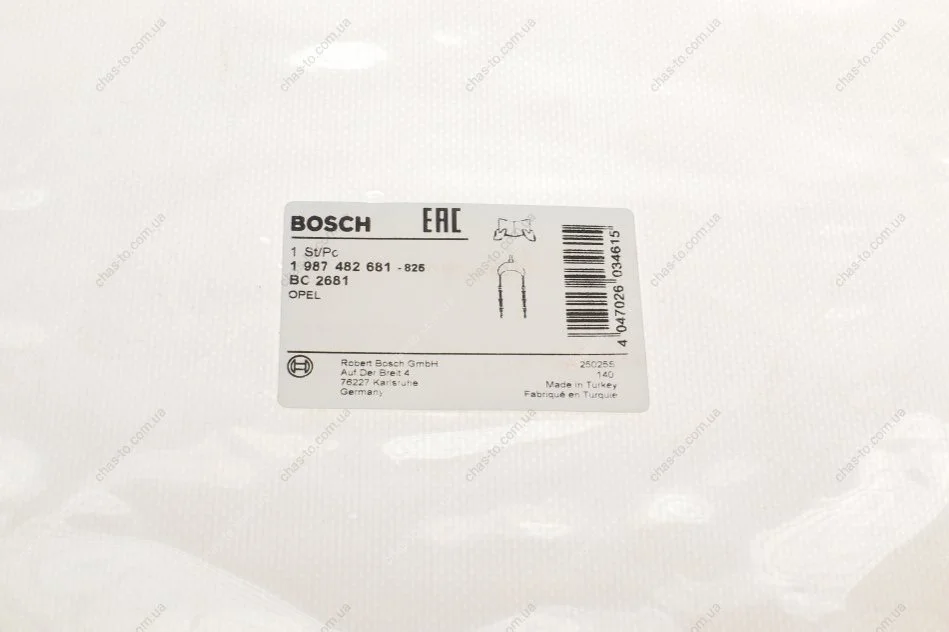 BOSCH
EAC
1 St/Pc
1 987 482 681 - 825
BC 2681
OPEL
4 047026 034615
Robert Bosch GmbH
Auf Der Breit 4
76227 Karlsruhe
Germany
250255
140
Made in Turkey
Fabriqué en Turquie
chas-to.com.ua